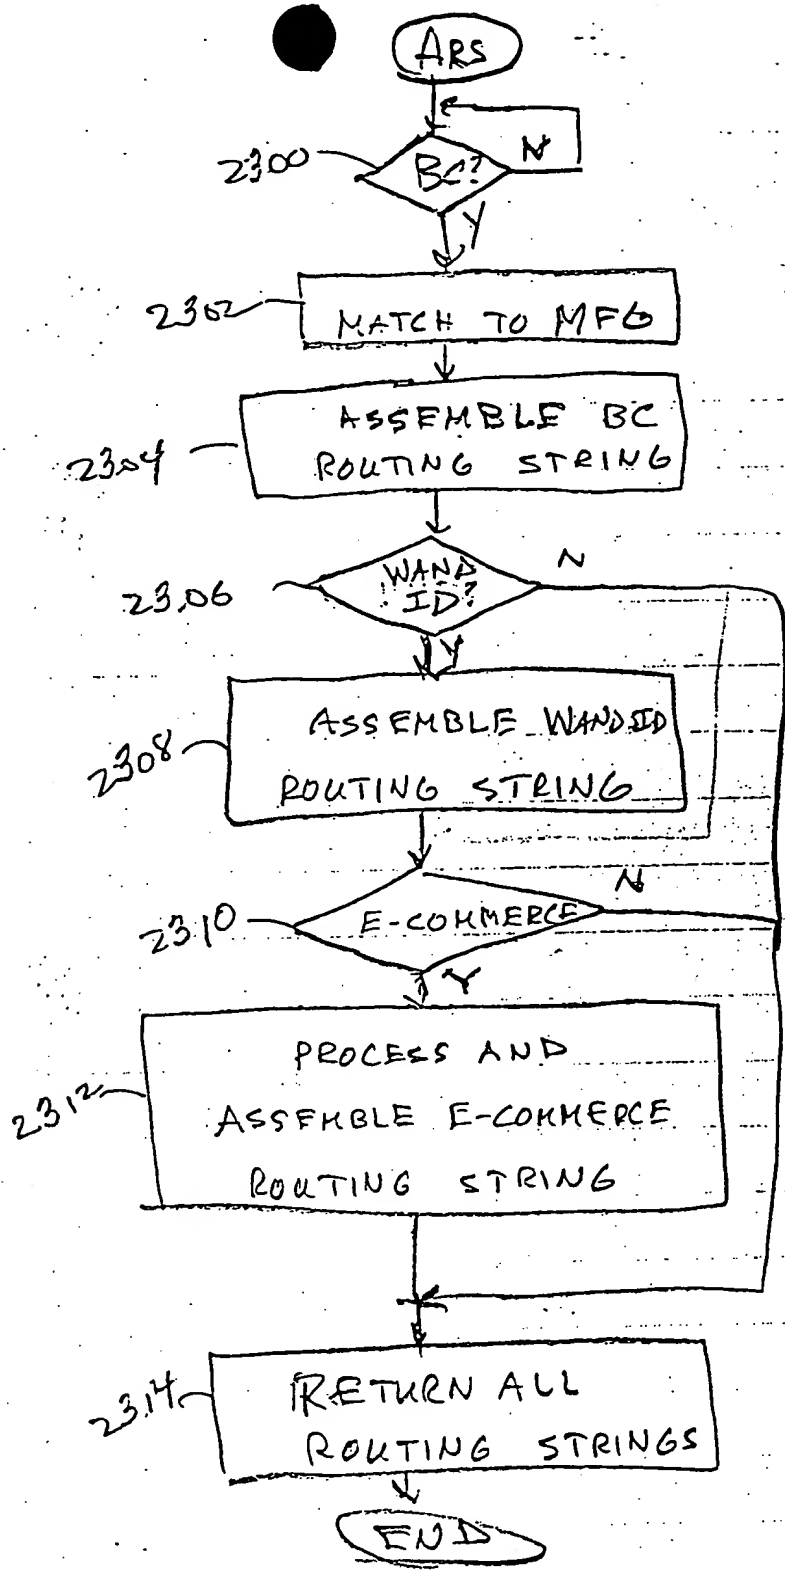 ARS
2300
BC?
N
Y
2302
MATCH TO MFG
2304
ASSEMBLE BC
ROUTING STRING
2306
WAND
ID?
N
Y
2308
ASSEMBLE WAND ID
ROUTING STRING
2310
E-COMMERCE
N
Y
2312
PROCESS AND
ASSEMBLE E-COMMERCE
ROUTING STRING
2314
RETURN ALL
ROUTING STRINGS
END